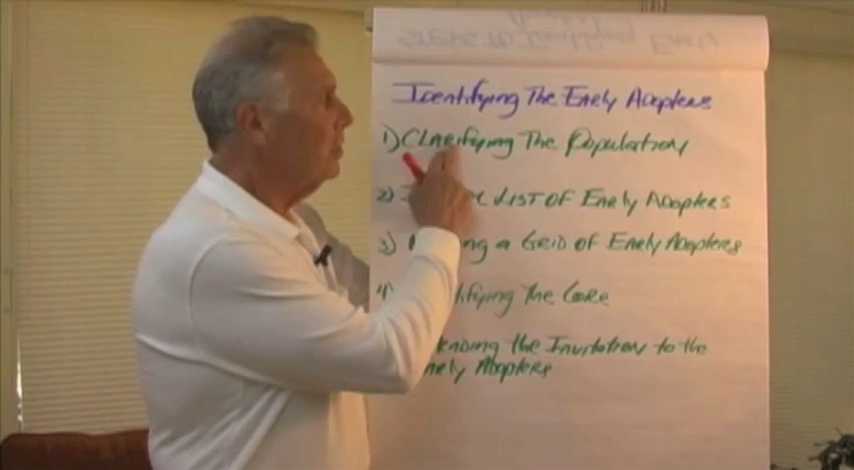 Identifying The Early Adopters
1) Clarifying The Population
2) List of Early Adopters
3) a Grid of Early Adopters
4) The Core
the Invitation to the
Adopters